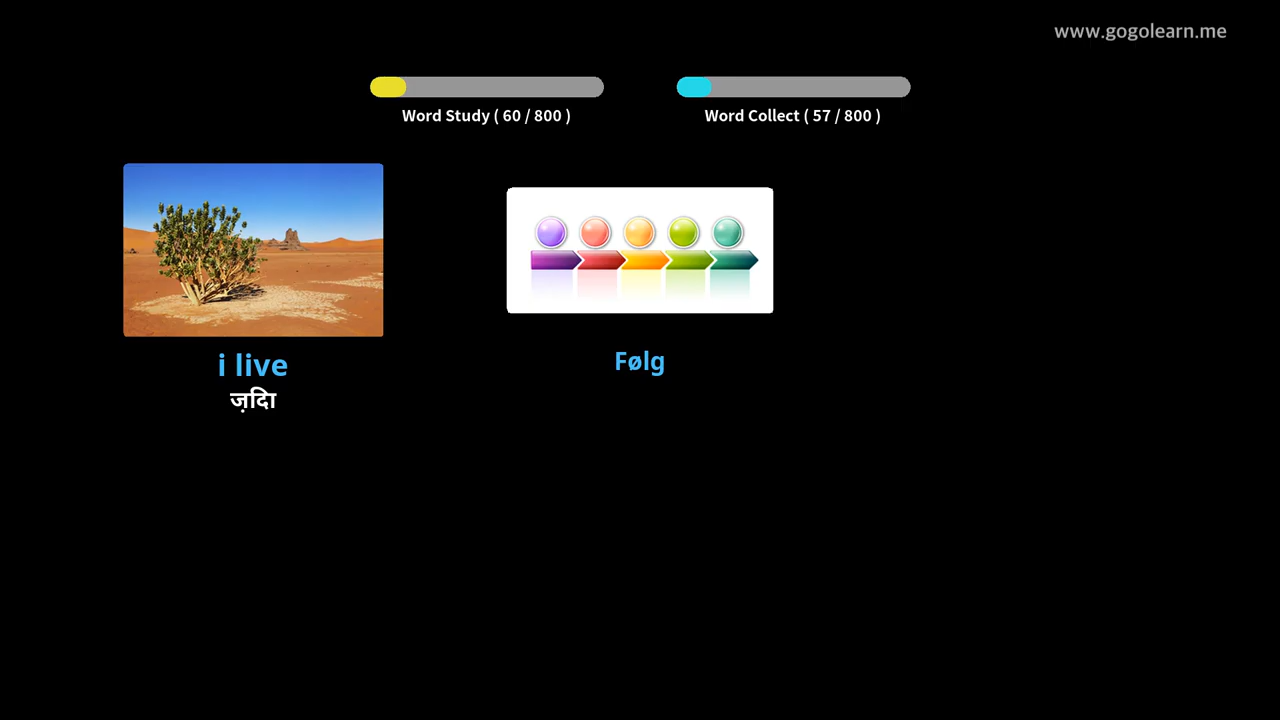 www.gogolearn.me
Word Study ( 60 / 800 )
Word Collect ( 57 / 800 )
i live
ज़िदा
Følg